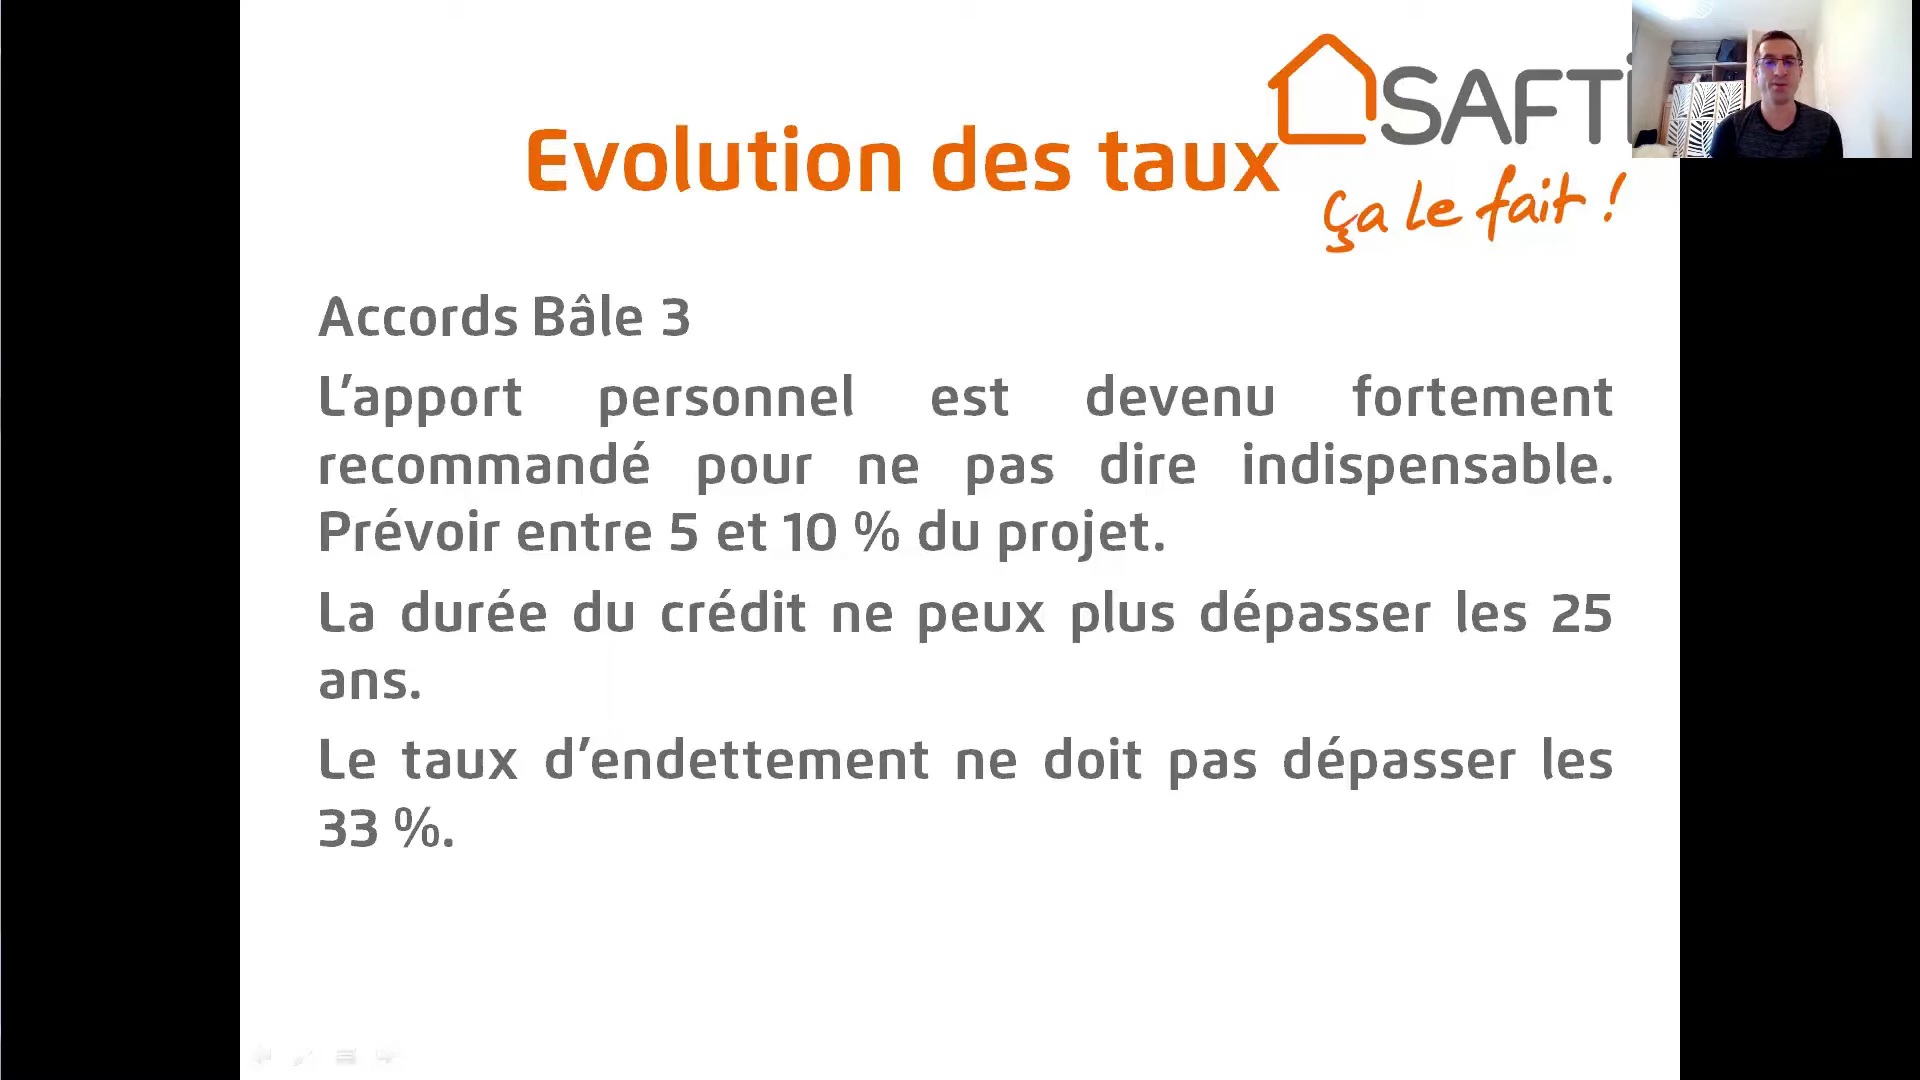 SAFTi
Evolution des taux
ça le fait !
Accords Bâle 3
L’apport personnel est devenu fortement
recommandé pour ne pas dire indispensable.
Prévoir entre 5 et 10 % du projet.
La durée du crédit ne peux plus dépasser les 25
ans.
Le taux d’endettement ne doit pas dépasser les
33 %.